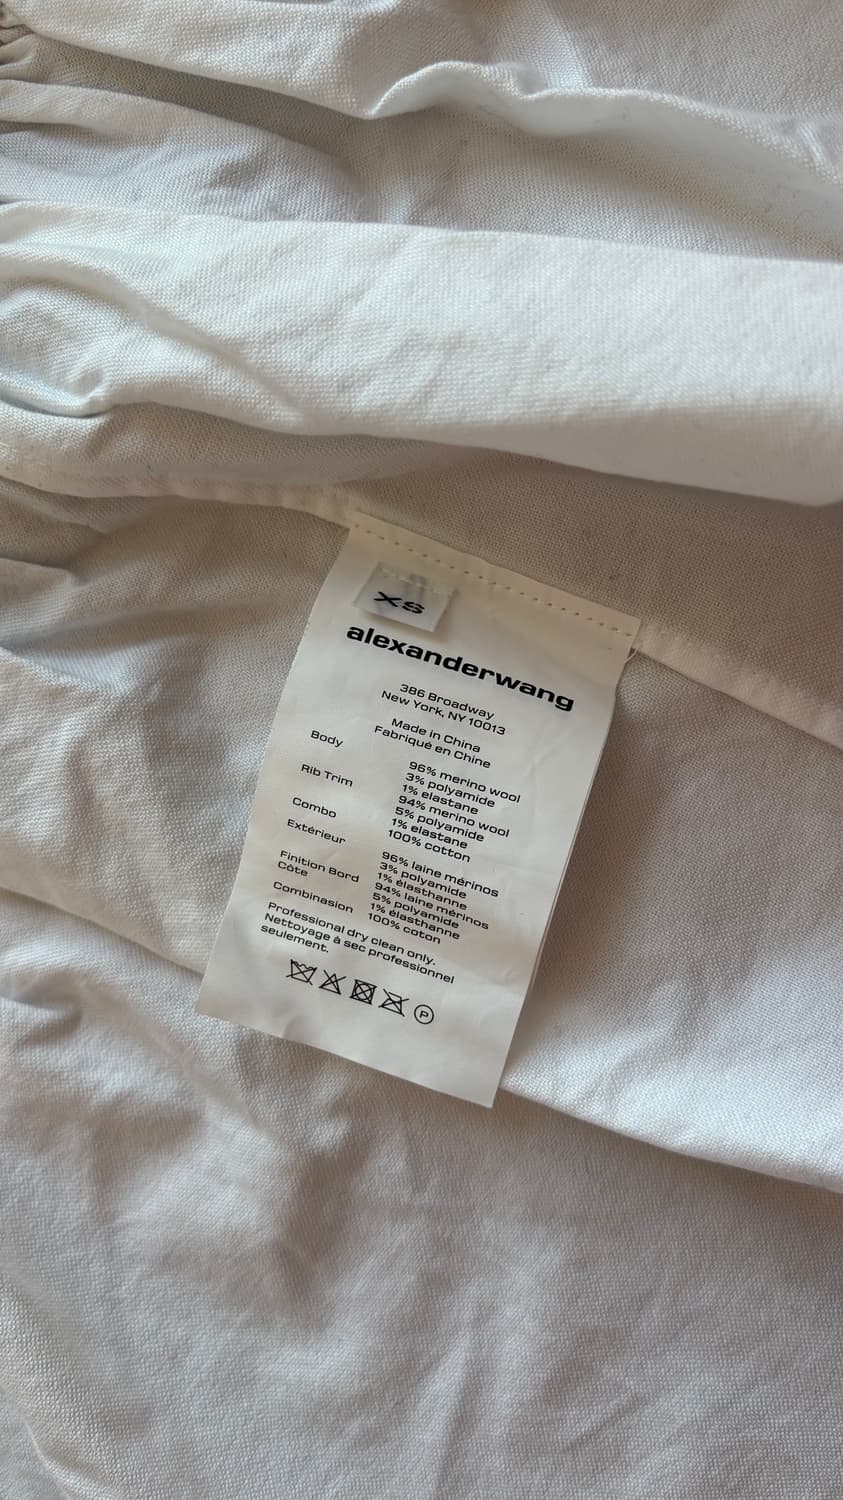 XS
alexanderwang
386 Broadway
New York, NY 10013
Made in China
Fabriqué en Chine
Body
96% merino wool
3% polyamide
1% elastane
Rib Trim
94% merino wool
5% polyamide
1% elastane
Combo
100% cotton
Extérieur
96% laine mérinos
3% polyamide
1% élasthanne
Finition Bord
Côte
94% laine mérinos
5% polyamide
1% élasthanne
Combinasion
100% coton
Professional dry clean only.
Nettoyage à sec professionnel
seulement.
P